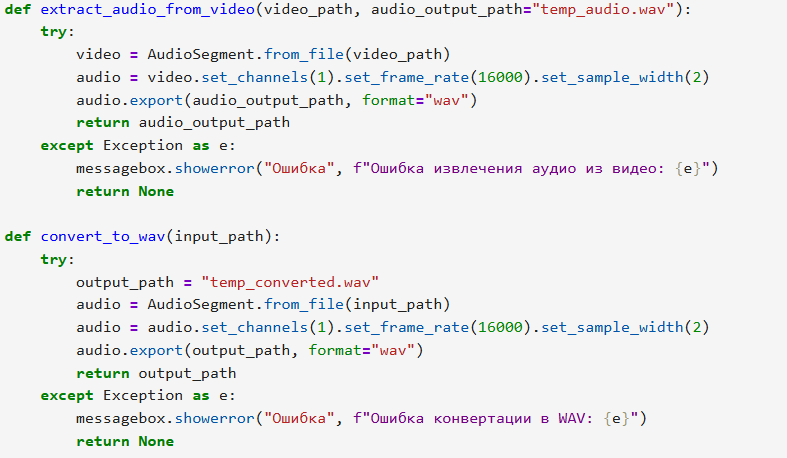 def extract_audio_from_video(video_path, audio_output_path="temp_audio.wav"):
    try:
        video = AudioSegment.from_file(video_path)
        audio = video.set_channels(1).set_frame_rate(16000).set_sample_width(2)
        audio.export(audio_output_path, format="wav")
        return audio_output_path
    except Exception as e:
        messagebox.showerror("Ошибка", f"Ошибка извлечения аудио из видео: {e}")
        return None

def convert_to_wav(input_path):
    try:
        output_path = "temp_converted.wav"
        audio = AudioSegment.from_file(input_path)
        audio = audio.set_channels(1).set_frame_rate(16000).set_sample_width(2)
        audio.export(output_path, format="wav")
        return output_path
    except Exception as e:
        messagebox.showerror("Ошибка", f"Ошибка конвертации в WAV: {e}")
        return None